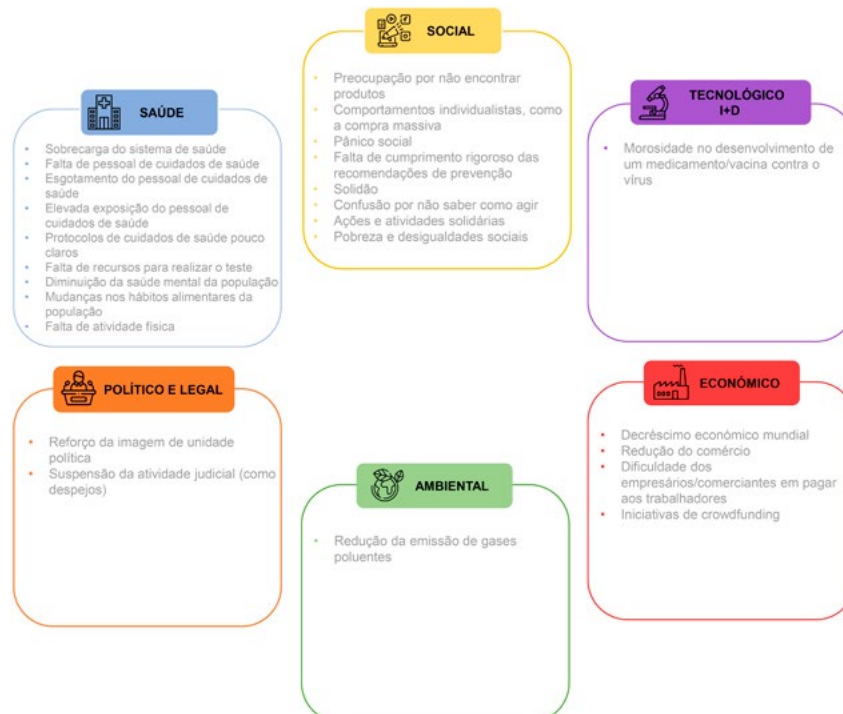 SAÚDE
Sobrecarga do sistema de saúde
Falta de pessoal de cuidados de saúde
Esgotamento do pessoal de cuidados de
saúde
Elevada exposição do pessoal de
cuidados de saúde
Protocolos de cuidados de saúde pouco
claros
Falta de recursos para realizar o teste
Diminuição da saúde mental da população
Mudanças nos hábitos alimentares da
população
Falta de atividade física
SOCIAL
Preocupação por não encontrar
produtos
Comportamentos individualistas, como
a compra massiva
Pânico social
Falta de cumprimento rigoroso das
recomendações de prevenção
Solidão
Confusão por não saber como agir
Ações e atividades solidárias
Pobreza e desigualdades sociais
TECNOLÓGICO
I+D
Morosidade no desenvolvimento de
um medicamento/vacina contra o
vírus
POLÍTICO E LEGAL
Reforço da imagem de unidade
política
Suspensão da atividade judicial (como
despejos)
AMBIENTAL
Redução da emissão de gases
poluentes
ECONÓMICO
Decréscimo económico mundial
Redução do comércio
Dificuldade dos
empresários/comerciantes em pagar
aos trabalhadores
Iniciativas de crowdfunding